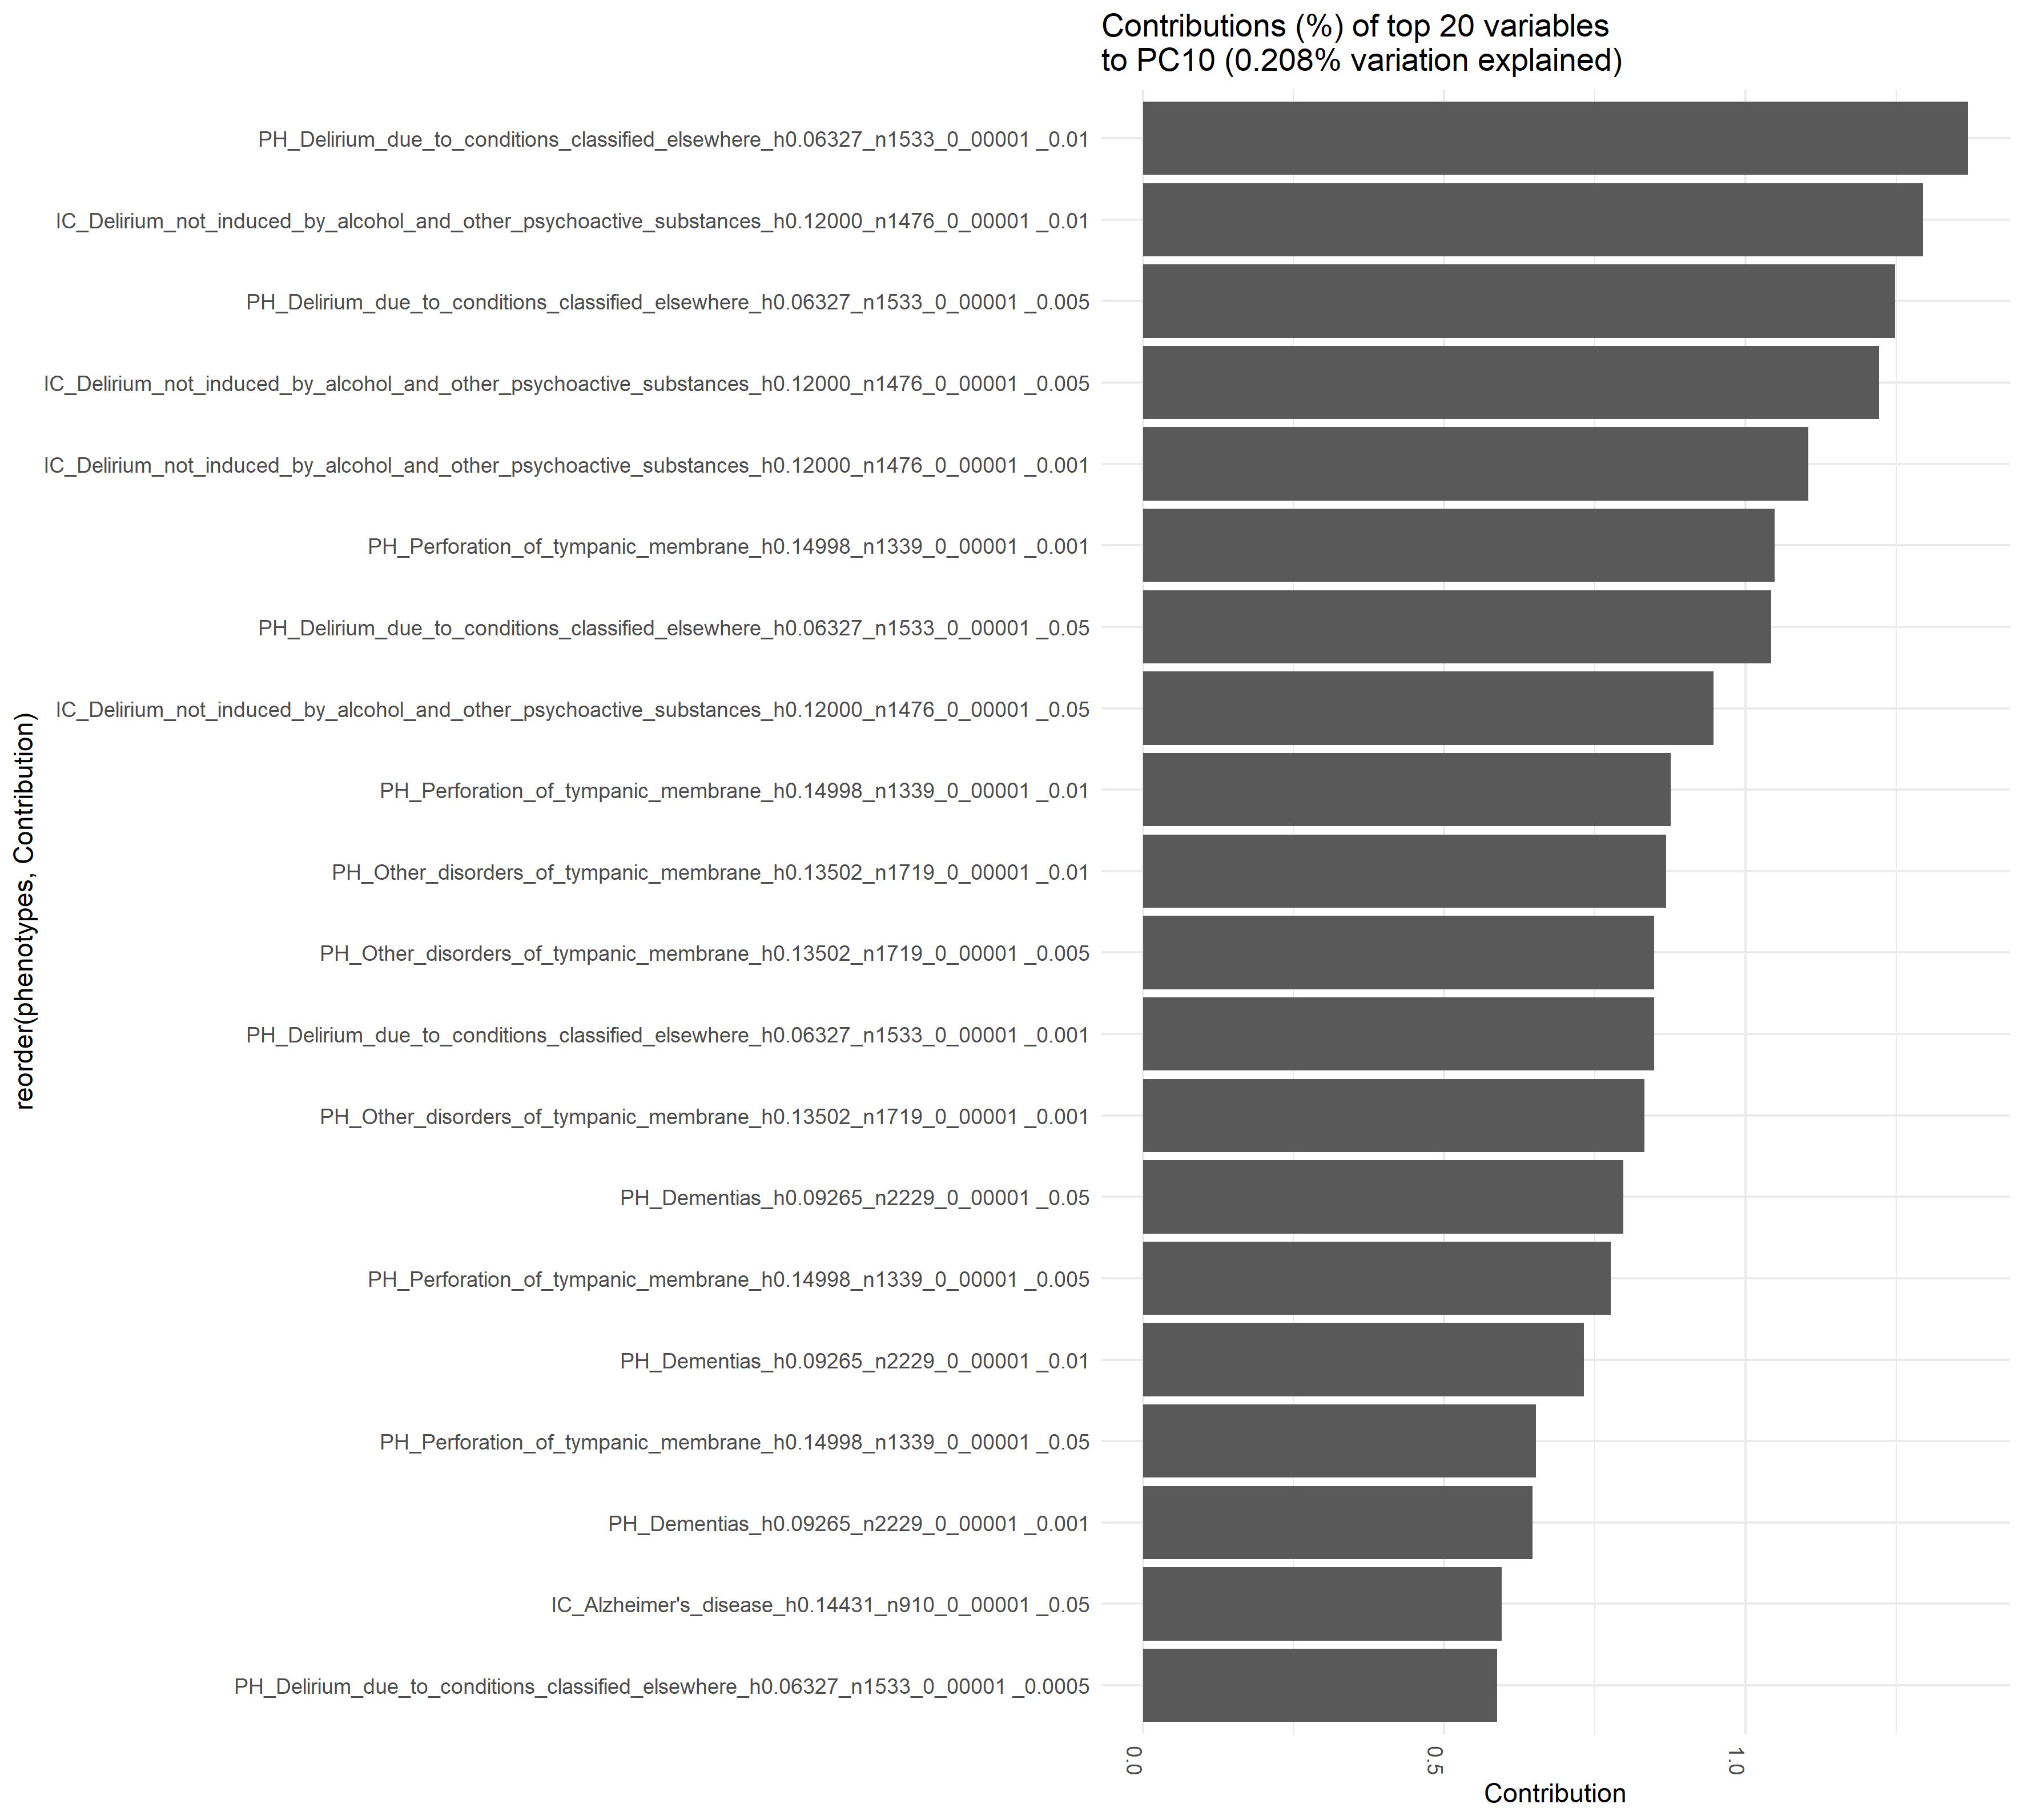 Contributions (%) of top 20 variables
to PC10 (0.208% variation explained)
PH_Delirium_due_to_conditions_classified_elsewhere_h0.06327_n1533_0_00001 _0.01
IC_Delirium_not_induced_by_alcohol_and_other_psychoactive_substances_h0.12000_n1476_0_00001 _0.01
PH_Delirium_due_to_conditions_classified_elsewhere_h0.06327_n1533_0_00001 _0.005
IC_Delirium_not_induced_by_alcohol_and_other_psychoactive_substances_h0.12000_n1476_0_00001 _0.005
IC_Delirium_not_induced_by_alcohol_and_other_psychoactive_substances_h0.12000_n1476_0_00001 _0.001
PH_Perforation_of_tympanic_membrane_h0.14998_n1339_0_00001 _0.001
PH_Delirium_due_to_conditions_classified_elsewhere_h0.06327_n1533_0_00001 _0.05
IC_Delirium_not_induced_by_alcohol_and_other_psychoactive_substances_h0.12000_n1476_0_00001 _0.05
PH_Perforation_of_tympanic_membrane_h0.14998_n1339_0_00001 _0.01
PH_Other_disorders_of_tympanic_membrane_h0.13502_n1719_0_00001 _0.01
PH_Other_disorders_of_tympanic_membrane_h0.13502_n1719_0_00001 _0.005
PH_Delirium_due_to_conditions_classified_elsewhere_h0.06327_n1533_0_00001 _0.001
PH_Other_disorders_of_tympanic_membrane_h0.13502_n1719_0_00001 _0.001
PH_Dementias_h0.09265_n2229_0_00001 _0.05
PH_Perforation_of_tympanic_membrane_h0.14998_n1339_0_00001 _0.005
PH_Dementias_h0.09265_n2229_0_00001 _0.01
PH_Perforation_of_tympanic_membrane_h0.14998_n1339_0_00001 _0.05
PH_Dementias_h0.09265_n2229_0_00001 _0.001
IC_Alzheimer's_disease_h0.14431_n910_0_00001 _0.05
PH_Delirium_due_to_conditions_classified_elsewhere_h0.06327_n1533_0_00001 _0.0005
reorder(phenotypes, Contribution)
0.0
0.5
1.0
Contribution